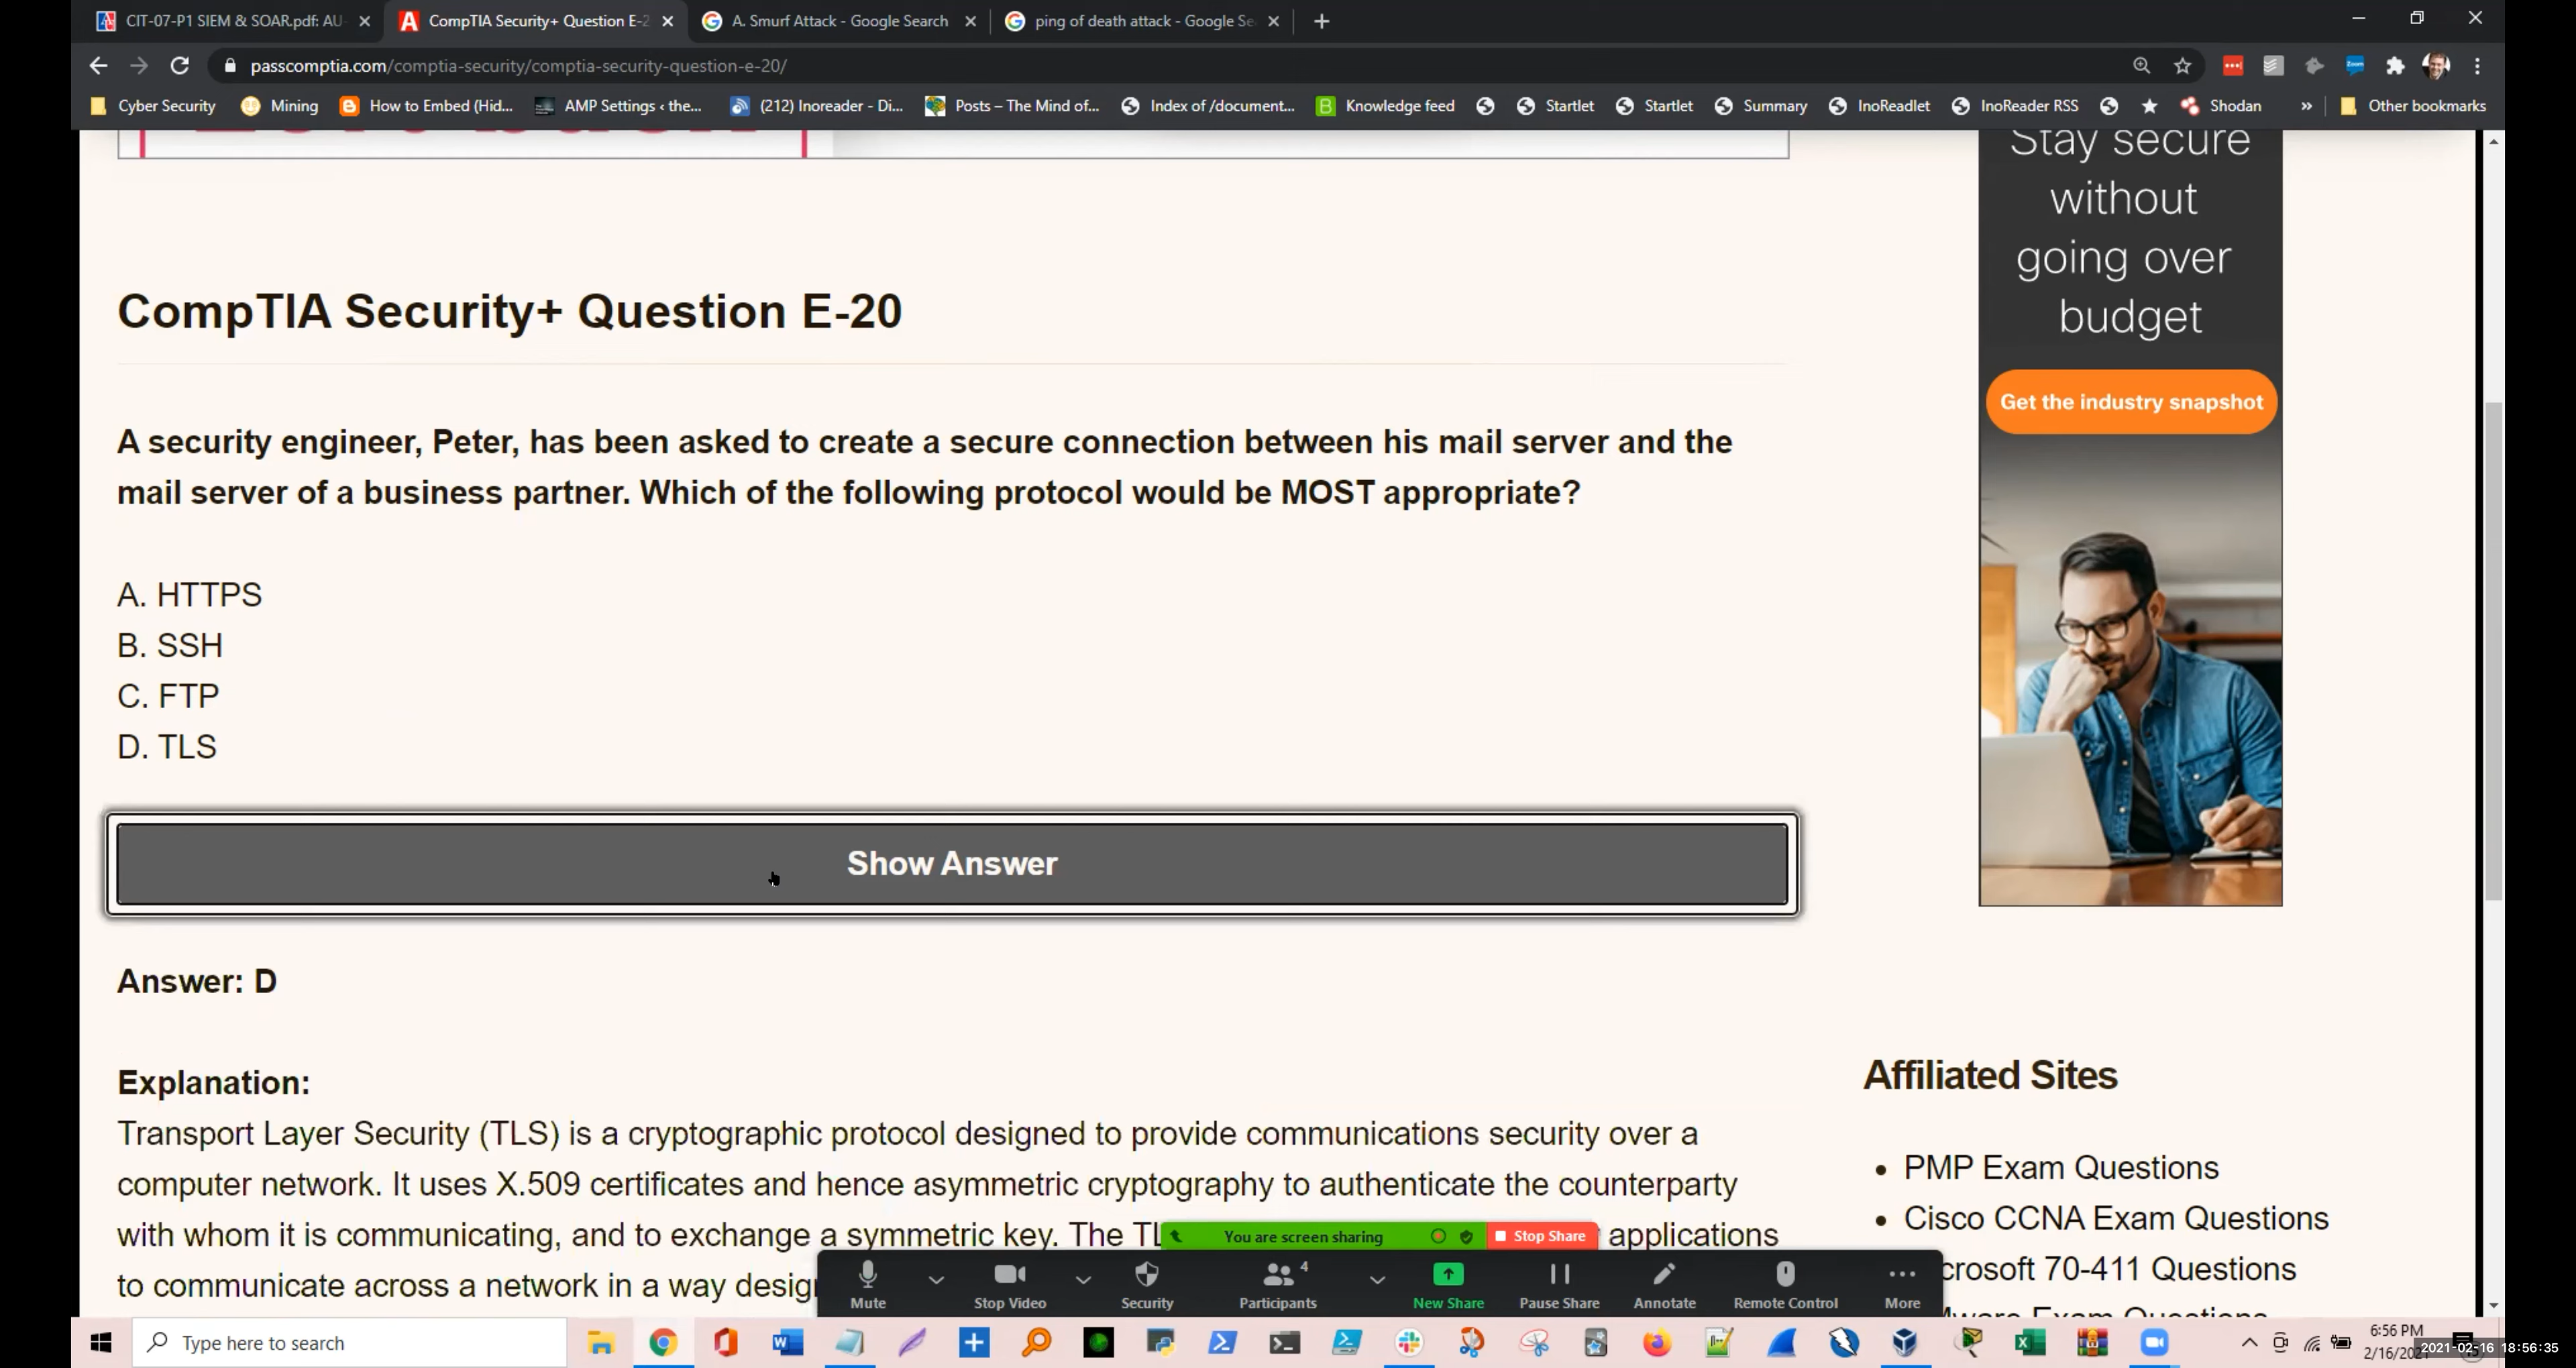 CIT-07-P1 SIEM & SOAR.pdf: AU
CompTIA Security+ Question E-2
A. Smurf Attack - Google Search
ping of death attack - Google Se
passcomptia.com/comptia-security/comptia-security-question-e-20/
Cyber Security
Mining
How to Embed (Hid...
AMP Settings ‹ the...
(212) Inoreader - Di...
Posts – The Mind of...
Index of /document...
Knowledge feed
Startlet
Startlet
Summary
InoReadlet
InoReader RSS
Shodan
»
Other bookmarks
Stay secure
without
going over
budget
Get the industry snapshot
CompTIA Security+ Question E-20
A security engineer, Peter, has been asked to create a secure connection between his mail server and the
mail server of a business partner. Which of the following protocol would be MOST appropriate?
A. HTTPS
B. SSH
C. FTP
D. TLS
Show Answer
Answer: D
Explanation:
Transport Layer Security (TLS) is a cryptographic protocol designed to provide communications security over a
computer network. It uses X.509 certificates and hence asymmetric cryptography to authenticate the counterparty
with whom it is communicating, and to exchange a symmetric key. The TL applications
to communicate across a network in a way desig
Affiliated Sites
• PMP Exam Questions
• Cisco CCNA Exam Questions
crosoft 70-411 Questions
Mware Exam Questions
You are screen sharing
Stop Share
Mute
Stop Video
Security
Participants 4
New Share
Pause Share
Annotate
Remote Control
More
Type here to search
6:56 PM
2/16/202
2021-02-16 18:56:35